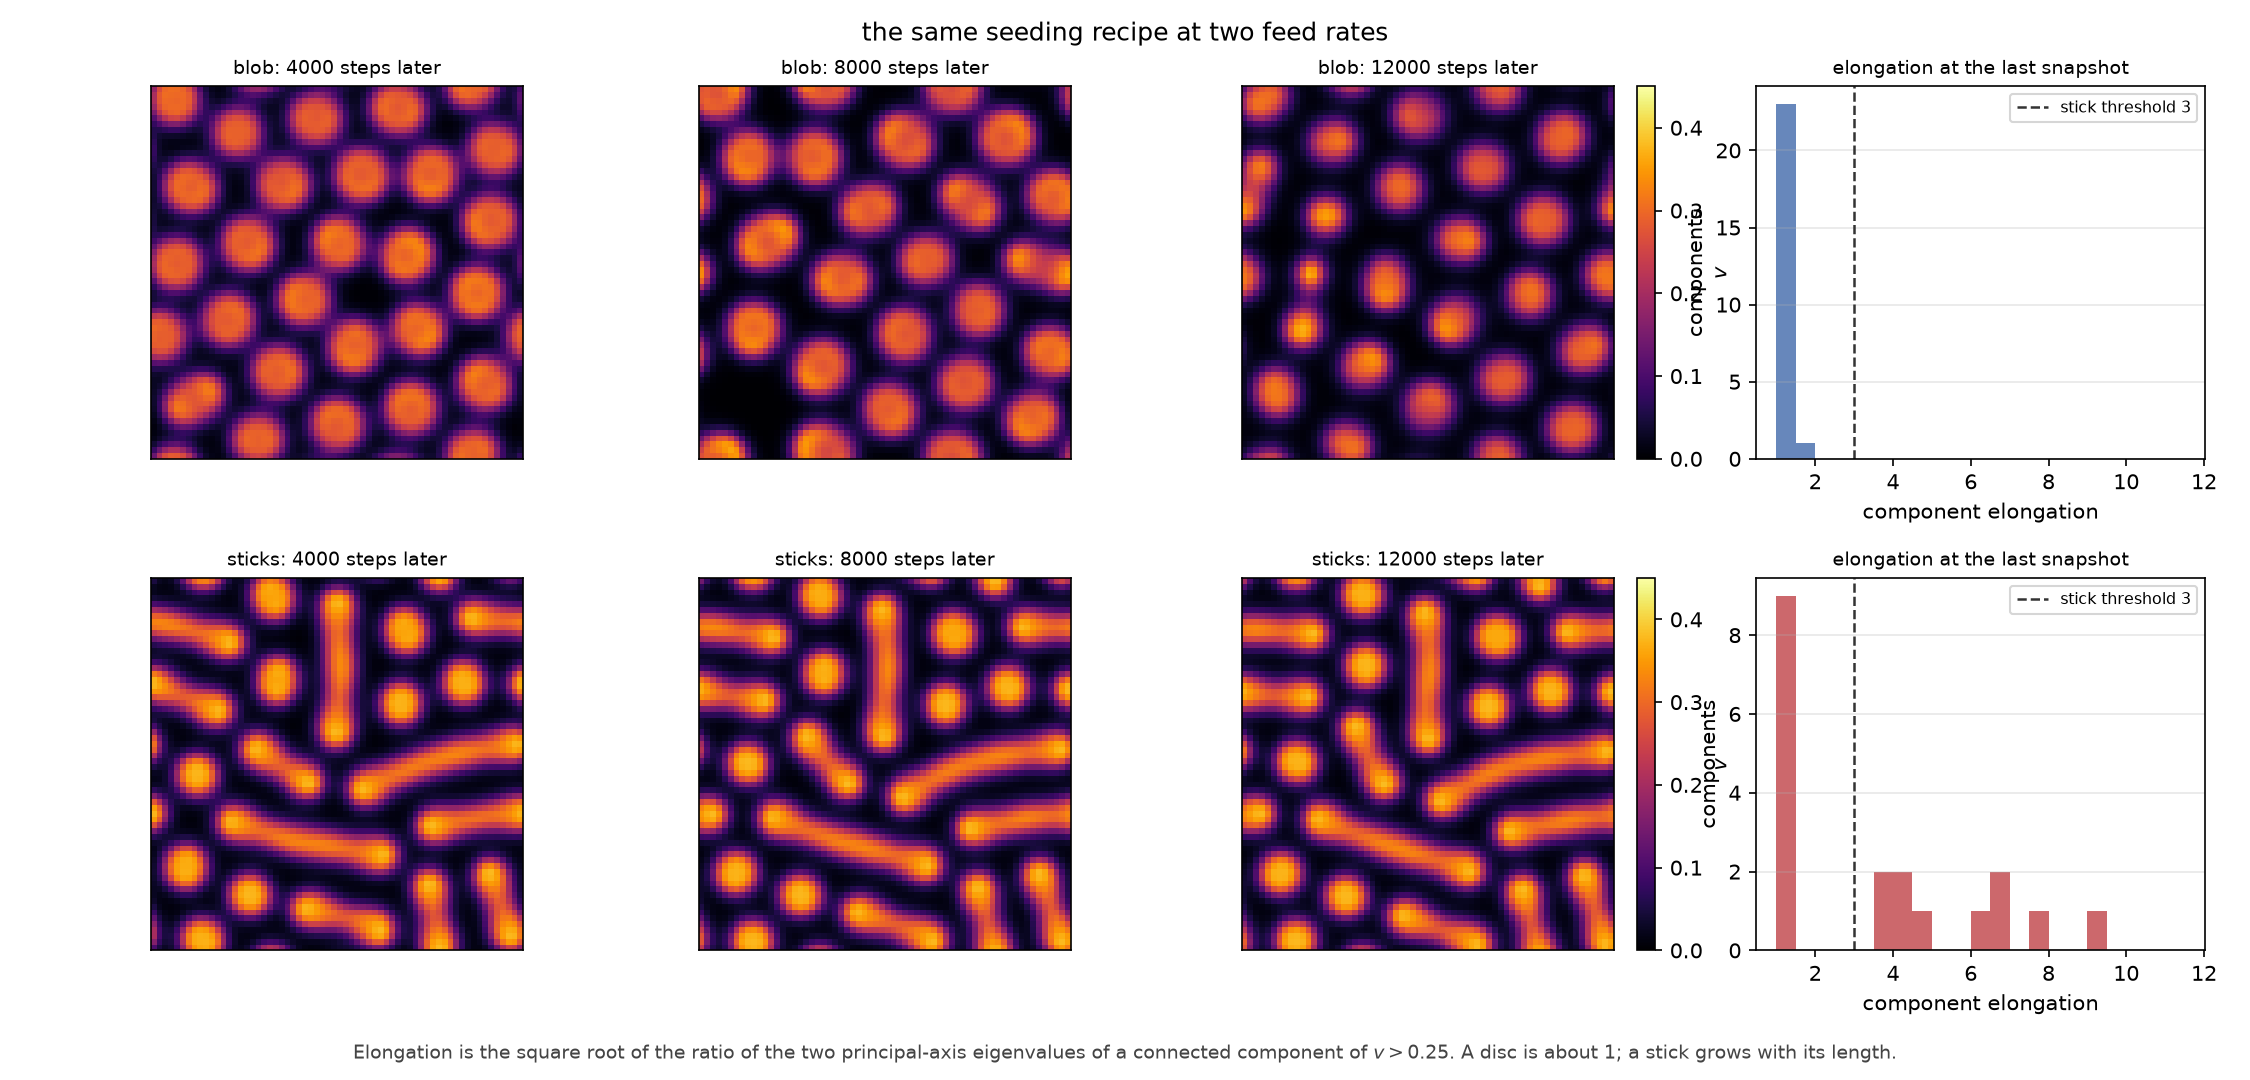 the same seeding recipe at two feed rates
blob: 4000 steps later
blob: 8000 steps later
blob: 12000 steps later
elongation at the last snapshot
0.4
0.3
0.2
0.1
0.0
v
components
20
15
10
5
0
stick threshold 3
2 4 6 8 10 12
component elongation
sticks: 4000 steps later
sticks: 8000 steps later
sticks: 12000 steps later
elongation at the last snapshot
0.4
0.3
0.2
0.1
0.0
v
components
8
6
4
2
0
stick threshold 3
2 4 6 8 10 12
component elongation
Elongation is the square root of the ratio of the two principal-axis eigenvalues of a connected component of v > 0.25. A disc is about 1; a stick grows with its length.